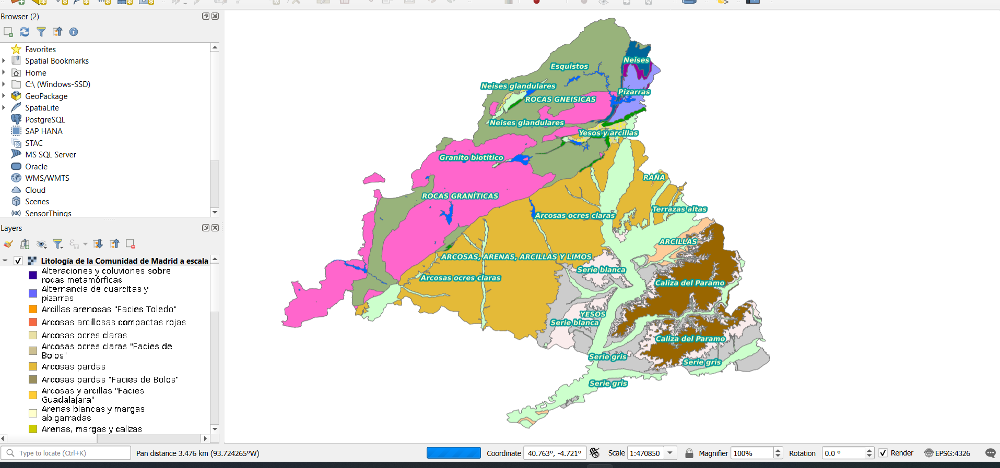 Browser (2)
Favorites
Spatial Bookmarks
Home
C:\ (Windows-SSD)
GeoPackage
SpatiaLite
PostgreSQL
SAP HANA
STAC
MS SQL Server
Oracle
WMS/WMTS
Cloud
Scenes
SensorThings
Layers
Litología de la Comunidad de Madrid a escala
Alteraciones y coluviones sobre
rocas metamórficas
Alternancia de cuarcitas y
pizarras
Arcillas arenosas "Facies Toledo"
Arcosas arcillosas compactas rojas
Arcosas ocres claras
Arcosas ocres claras "Facies de
Bolos"
Arcosas pardas
Arcosas pardas "Facies de Bolos"
Arcosas y arcillas "Facies
Guadalajara"
Arenas blancas y margas
abigarradas
Arenas, margas y calizas
Neises
Esquistos
Neises glandulares
Pizarras
ROCAS GNEISICAS
Neises glandulares
Yesos y arcillas
Granito biotitico
RAÑA
ROCAS GRANÍTICAS
Terrazas altas
Arcosas ocres claras
ARCILLAS
ARCOSAS, ARENAS, ARCILLAS Y LIMOS
Serie blanca
Arcosas ocres claras
Caliza del Paramo
YESOS
Serie blanca
Caliza del Paramo
Serie gris
Serie gris
Serie gris
Type to locate (Ctrl+K)
Pan distance 3.476 km (93.724265°W)
Coordinate 40.763°, -4.721°
Scale 1:470850
Magnifier 100%
Rotation 0.0 °
Render
EPSG:4326